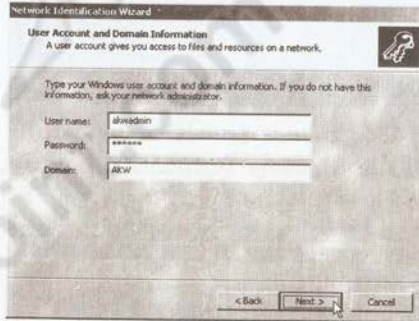 Network Identification Wizard
User Account and Domain Information
A user account gives you access to files and resources on a network.
Type your Windows user account and domain information. If you do not have this
information, ask your network administrator.
User name: akwadmin
Password: ******
Domain: AKW
< Back Next > Cancel